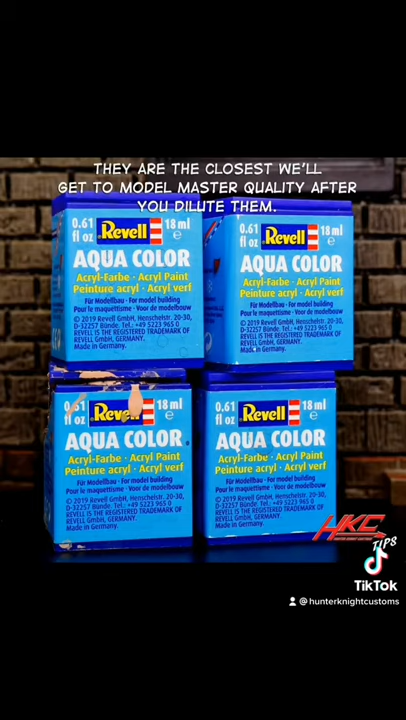 THEY ARE THE CLOSEST WE'LL
GET TO MODEL MASTER QUALITY AFTER
YOU DILUTE THEM.
0.61
fl oz
Revell
18 ml
e
AQUA COLOR
Acryl-Farbe · Acryl Paint
Peinture acryl · Acryl verf
Für Modellbau · For model building
Pour le maquettisme · Voor de modelbouw
© 2019 Revell GmbH, Henschelstr. 20-30,
D-32257 Bünde. Tel.: +49 5223 965 0
REVELL IS THE REGISTERED TRADEMARK OF
REVELL GmbH, GERMANY.
Made in Germany.
0.61
fl oz
Revell
18 ml
e
AQUA COLOR
Acryl-Farbe · Acryl Paint
Peinture acryl · Acryl verf
Für Modellbau · For model building
Pour le maquettisme · Voor de modelbouw
© 2019 Revell GmbH, Henschelstr. 20-30,
D-32257 Bünde. Tel.: +49 5223 965 0
REVELL IS THE REGISTERED TRADEMARK OF
REVELL GmbH, GERMANY.
Made in Germany.
0.61
fl oz
Revell
18 ml
e
AQUA COLOR
Acryl-Farbe · Acryl Paint
Peinture acryl · Acryl verf
Für Modellbau · For model building
Pour le maquettisme · Voor de modelbouw
© 2019 Revell GmbH, Henschelstr. 20-30,
D-32257 Bünde. Tel.: +49 5223 965 0
REVELL IS THE REGISTERED TRADEMARK OF
REVELL GmbH, GERMANY.
Made in Germany.
0.61
fl oz
Revell
18 ml
e
AQUA COLOR
Acryl-Farbe · Acryl Paint
Peinture acryl · Acryl verf
Für Modellbau · For model building
Pour le maquettisme · Voor de modelbouw
© 2019 Revell GmbH, Henschelstr. 20-30,
D-32257 Bünde. Tel.: +49 5223 965 0
REVELL IS THE REGISTERED TRADEMARK OF
REVELL GmbH, GERMANY.
Made in Germany.
HKC
TIPS
TikTok
@hunterknightcustoms